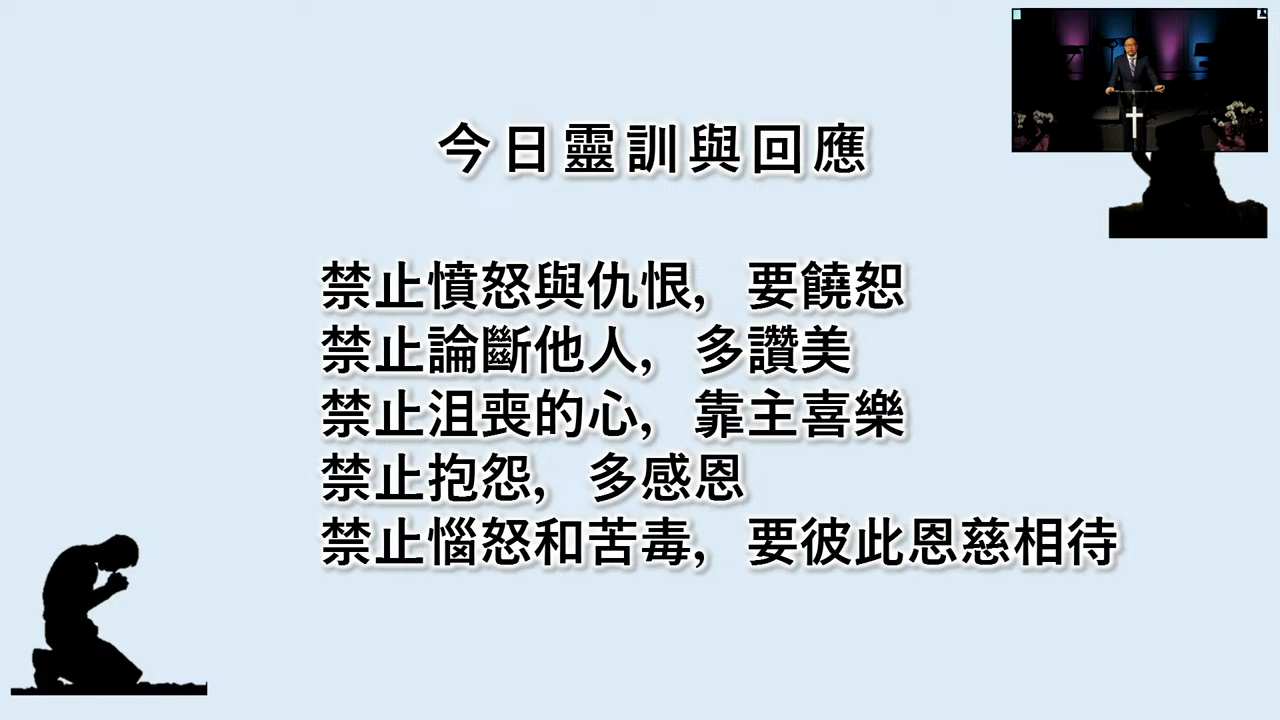 今日靈訓與回應
禁止憤怒與仇恨，要饒恕
禁止論斷他人，多讚美
禁止沮喪的心，靠主喜樂
禁止抱怨，多感恩
禁止惱怒和苦毒，要彼此恩慈相待